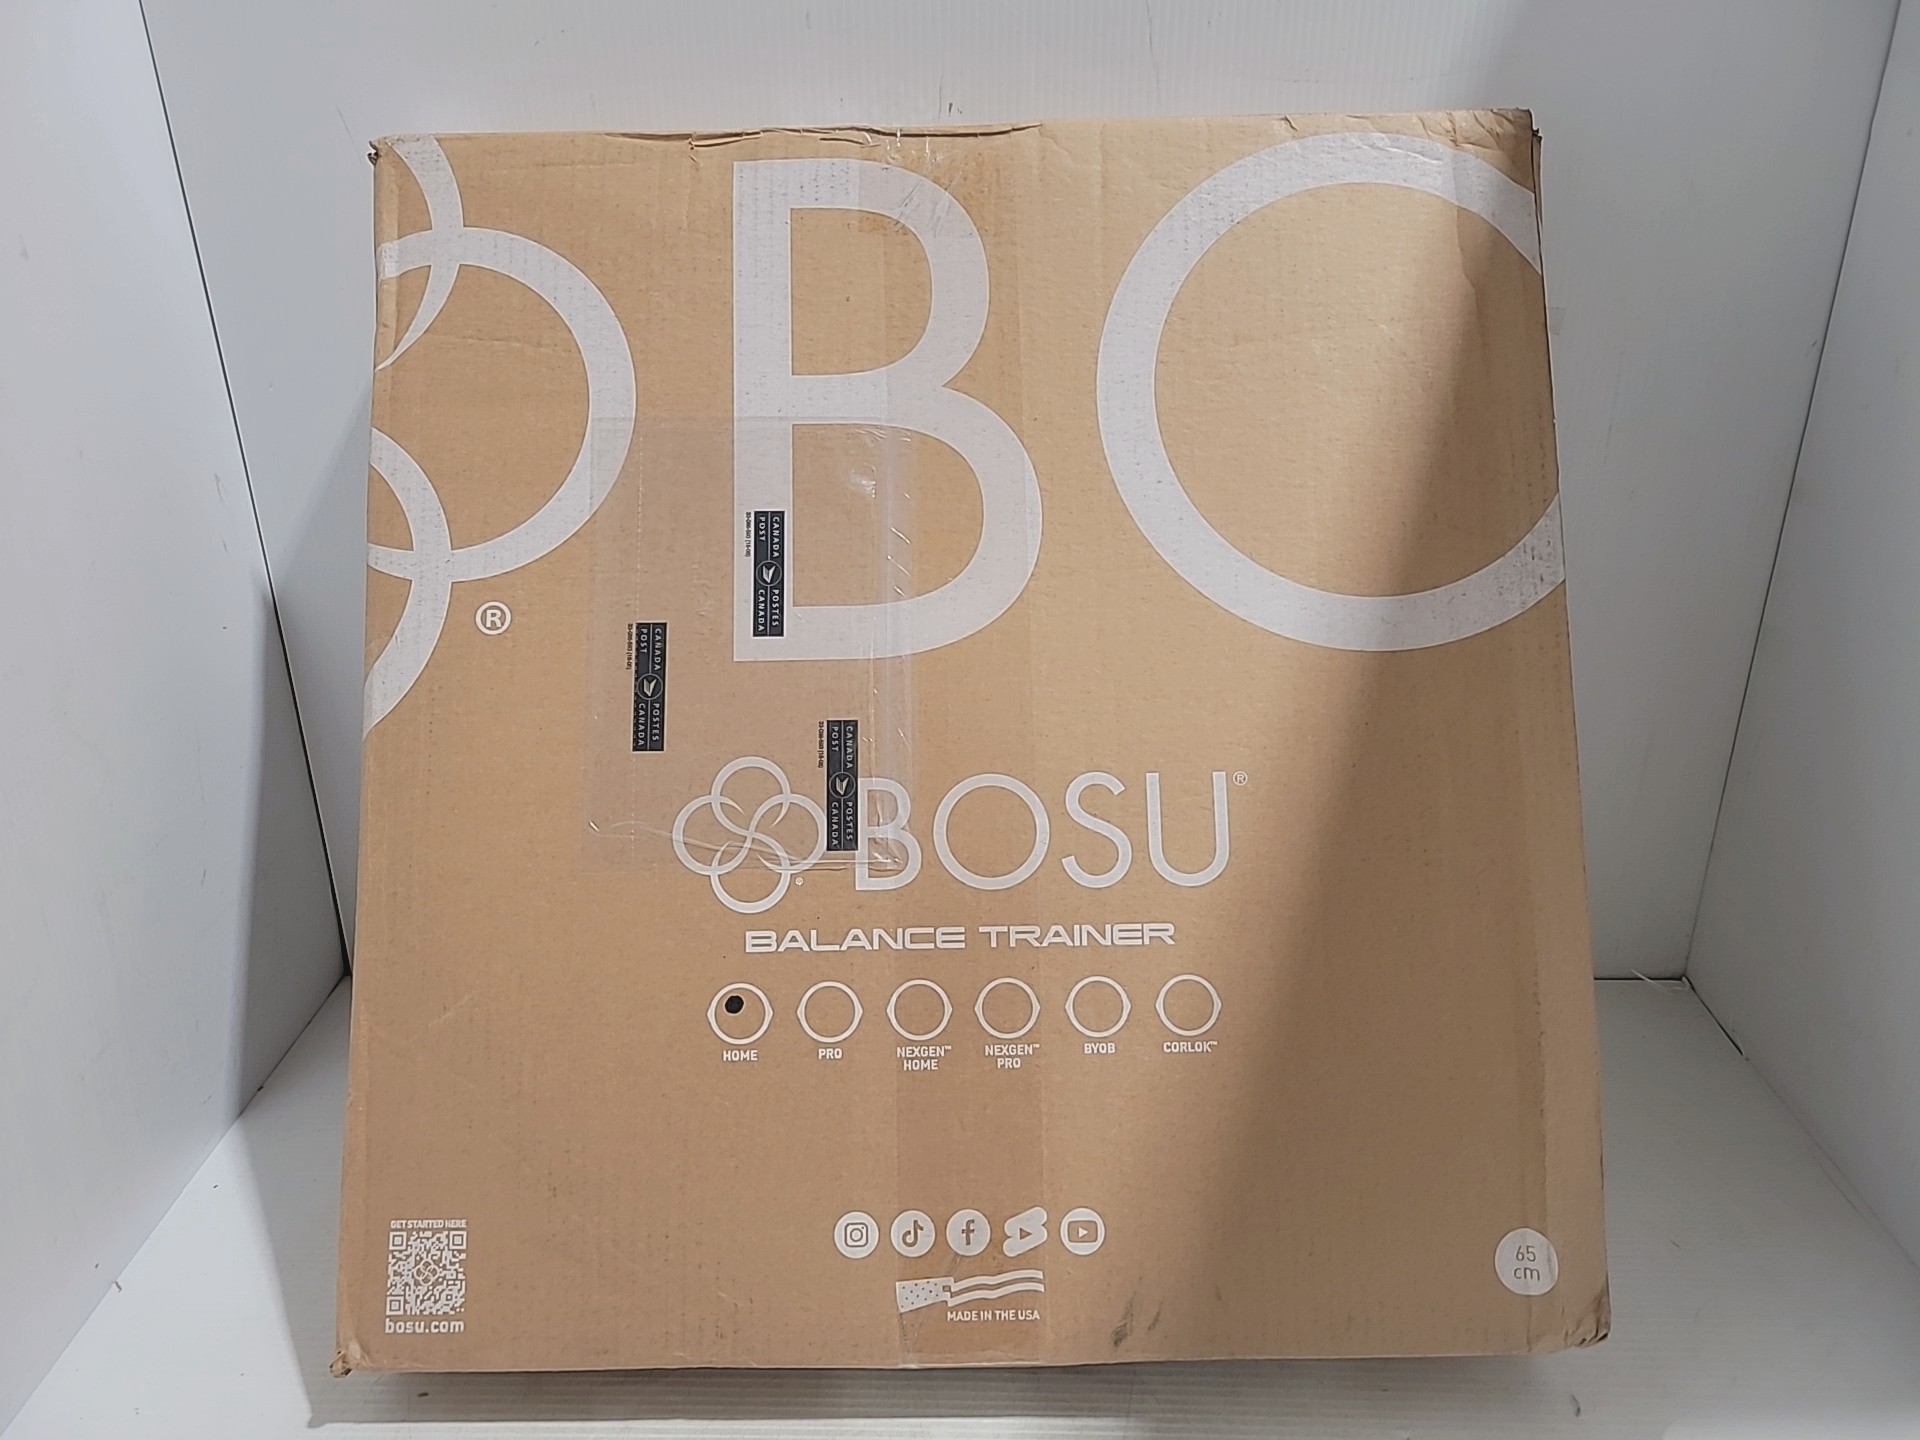 BO
®
CANADA POST POSTES CANADA
CANADA POST POSTES CANADA
CANADA POST POSTES CANADA
BOSU®
BALANCE TRAINER
HOME
PRO
NEXGEN™ HOME
NEXGEN™ PRO
BYOB
CORLOK™
GET STARTED HERE
bosu.com
MADE IN THE USA
65
cm